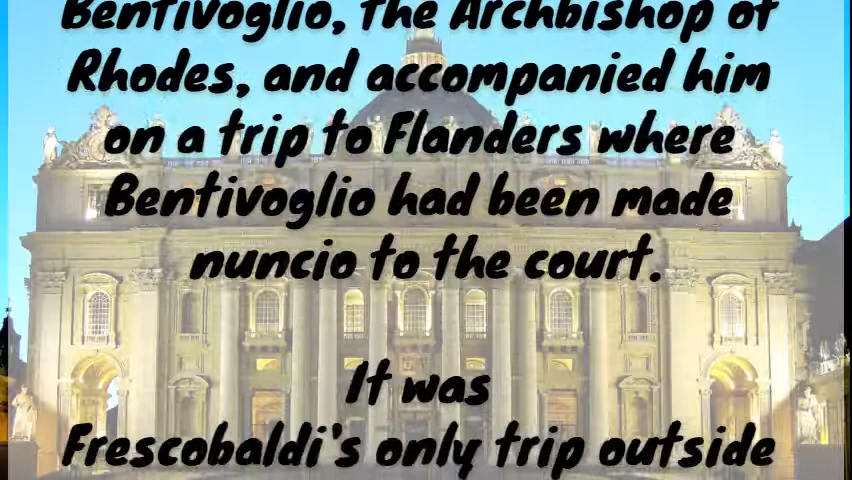 Bentivoglio, the Archbishop of
Rhodes, and accompanied him
on a trip to Flanders where
Bentivoglio had been made
nuncio to the court.
It was
Frescobaldi's only trip outside